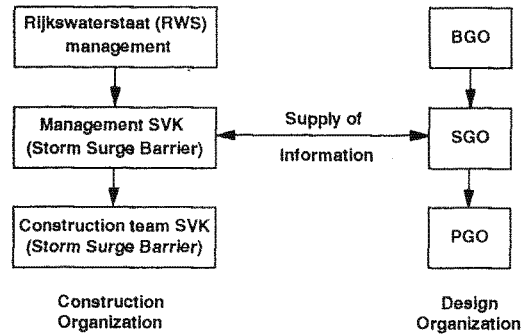 Rijkswaterstaat (RWS)
management
BGO
Management SVK
(Storm Surge Barrier)
Supply of
Information
SGO
Construction team SVK
(Storm Surge Barrier)
PGO
Construction
Organization
Design
Organization